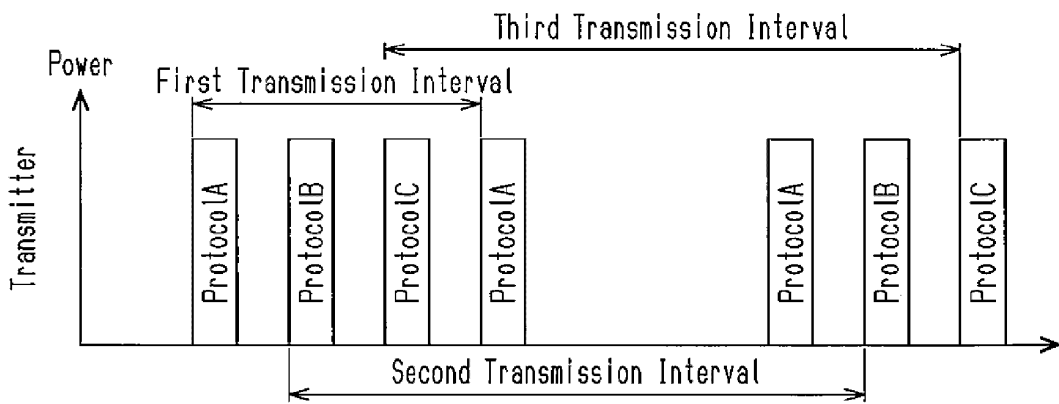 Third Transmission Interval
Power
First Transmission Interval
Transmitter
ProtocolA
ProtocolB
ProtocolC
ProtocolA
ProtocolA
ProtocolB
ProtocolC
Second Transmission Interval